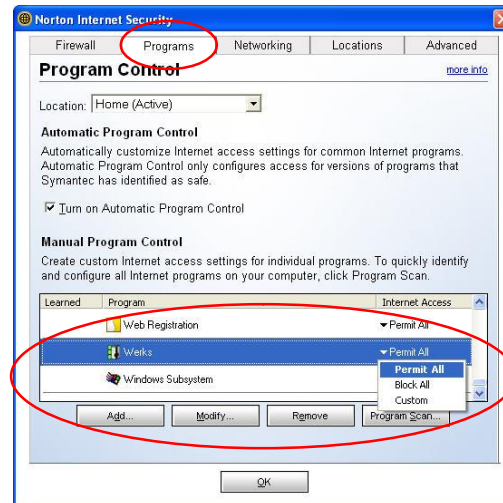 Norton Internet Security
Firewall Programs Networking Locations Advanced
Program Control more info
Location: Home (Active)
Automatic Program Control
Automatically customize Internet access settings for common Internet programs.
Automatic Program Control only configures access for versions of programs that
Symantec has identified as safe.
Turn on Automatic Program Control
Manual Program Control
Create custom Internet access settings for individual programs. To quickly identify
and configure all Internet programs on your computer, click Program Scan.
Learned Program Internet Access
Web Registration Permit All
Werks Permit All
Permit All
Windows Subsystem Block All
Custom
Add... Modify... Remove Program Scan...
OK